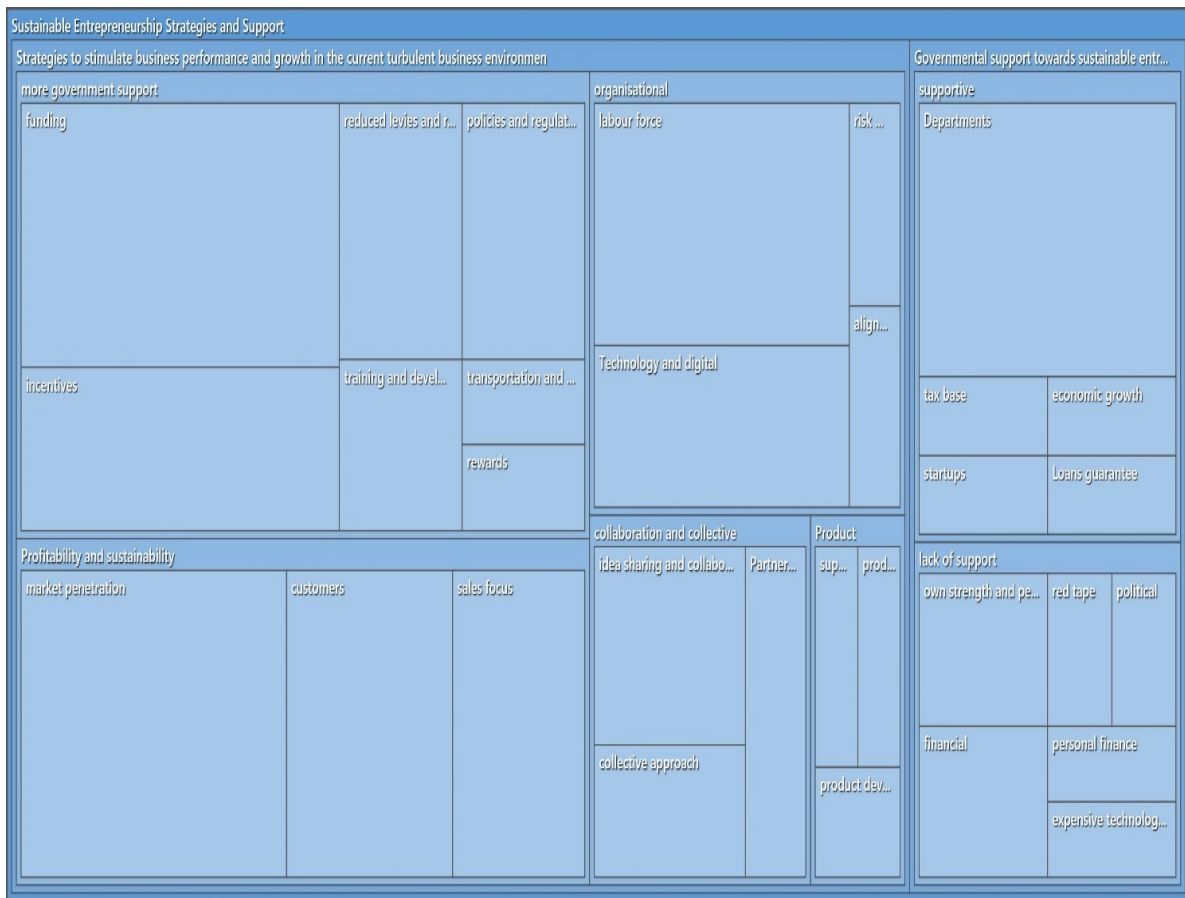 Sustainable Entrepreneurship Strategies and Support
Strategies to stimulate business performance and growth in the current turbulent business environmen
more government support
funding
reduced levies and r...
policies and regulat...
incentives
training and devel...
transportation and ...
rewards
Profitability and sustainability
market penetration
customers
sales focus
organisational
labour force
risk ...
align...
Technology and digital
collaboration and collective
idea sharing and collabo...
Partner...
collective approach
Product
sup...
prod...
product dev...
Governmental support towards sustainable entr...
supportive
Departments
tax base
economic growth
startups
Loans guarantee
lack of support
own strength and pe...
red tape
political
financial
personal finance
expensive technolog...